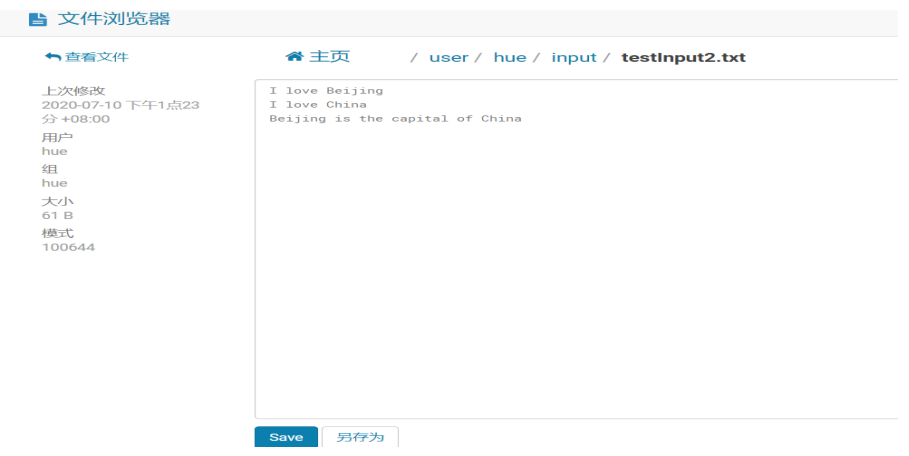 文件浏览器
查看文件
主页 / user / hue / input / testInput2.txt
上次修改
2020-07-10 下午1点23
分 +08:00
用户
hue
组
hue
大小
61 B
模式
100644
I love Beijing
I love China
Beijing is the capital of China
Save 另存为